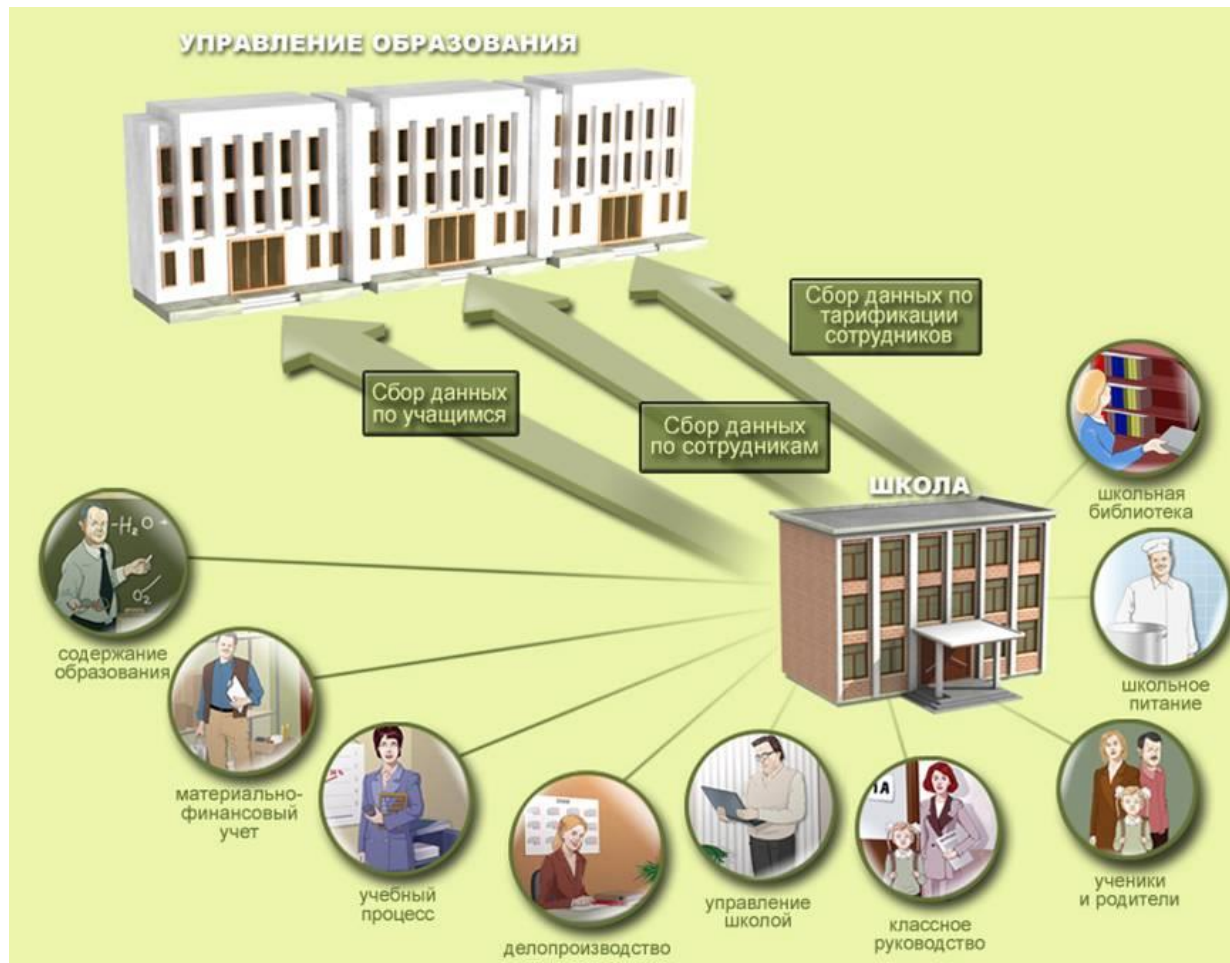 УПРАВЛЕНИЕ ОБРАЗОВАНИЯ
Сбор данных по
тарификации
сотрудников
Сбор данных
по учащимся
Сбор данных
по сотрудникам
ШКОЛА
школьная
библиотека
-H₂O
O₂
содержание
образования
школьное
питание
материально-
финансовый
учет
учебный
процесс
делопроизводство
управление
школой
ЛА
классное
руководство
ученики
и родители